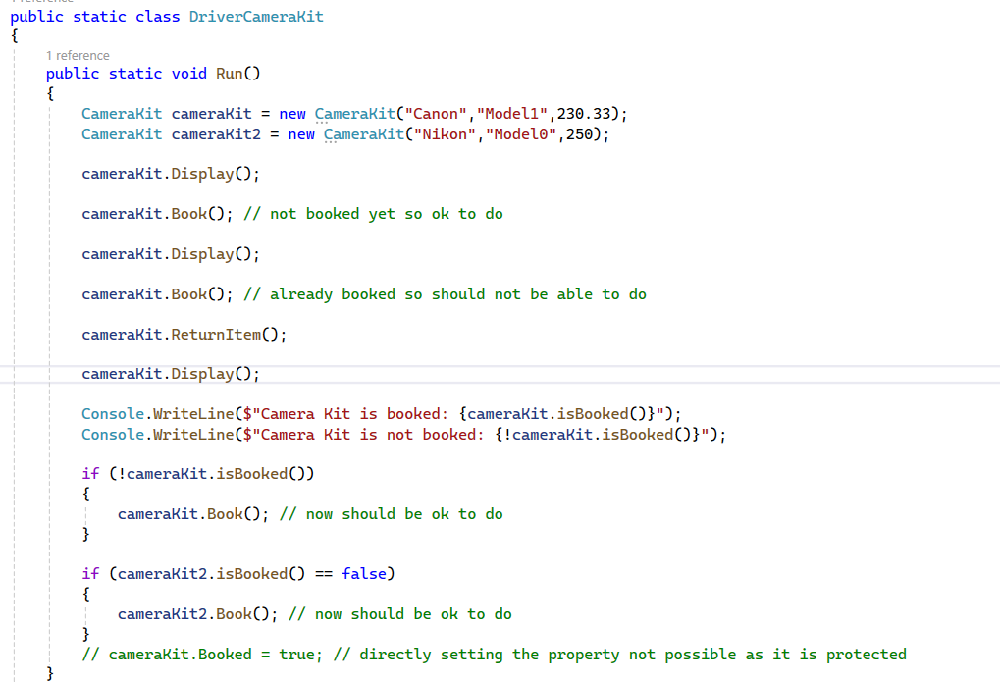 1 reference
public static class DriverCameraKit
{
1 reference
public static void Run()
{
CameraKit cameraKit = new CameraKit("Canon","Model1",230.33);
CameraKit cameraKit2 = new CameraKit("Nikon","Model0",250);
cameraKit.Display();
cameraKit.Book(); // not booked yet so ok to do
cameraKit.Display();
cameraKit.Book(); // already booked so should not be able to do
cameraKit.ReturnItem();
cameraKit.Display();
Console.WriteLine($"Camera Kit is booked: {cameraKit.isBooked()}");
Console.WriteLine($"Camera Kit is not booked: {!cameraKit.isBooked()}");
if (!cameraKit.isBooked())
{
cameraKit.Book(); // now should be ok to do
}
if (cameraKit2.isBooked() == false)
{
cameraKit2.Book(); // now should be ok to do
}
// cameraKit.Booked = true; // directly setting the property not possible as it is protected
}